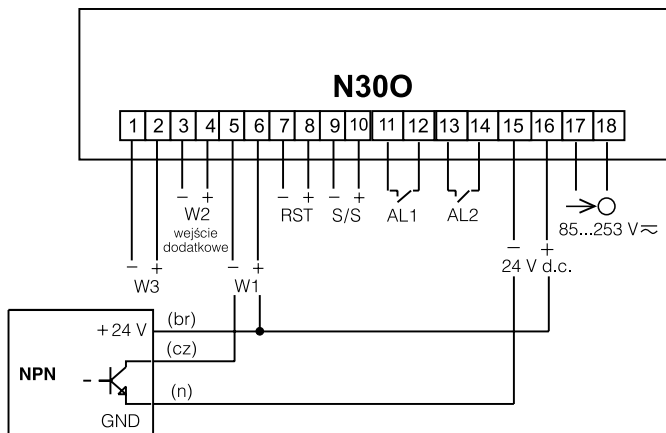 N30O
1 2 3 4 5 6 7 8 9 10 11 12 13 14 15 16 17 18
− + − + − + AL1 AL2
W2 RST S/S
wejście
dodatkowe
85...253 V ≂
− + − + − +
W3 W1 24 V d.c.
+24 V (br)
(cz)
NPN
(n)
GND